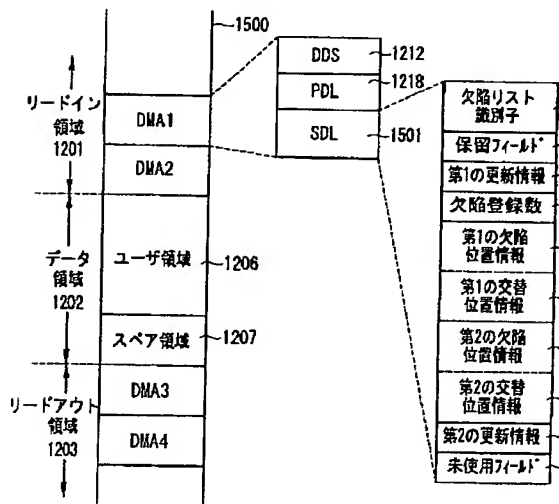 1500
リードイン
領域
1201
データ
領域
1202
リードアウト
領域
1203
DMA1
DMA2
ユーザ領域
1206
スペア領域
1207
DMA3
DMA4
DDS
1212
PDL
1218
SDL
1501
欠陥リスト
識別子
保留フィールド
第1の更新情報
欠陥登録数
第1の欠陥
位置情報
第1の交替
位置情報
第2の欠陥
位置情報
第2の交替
位置情報
第2の更新情報
未使用フィールド